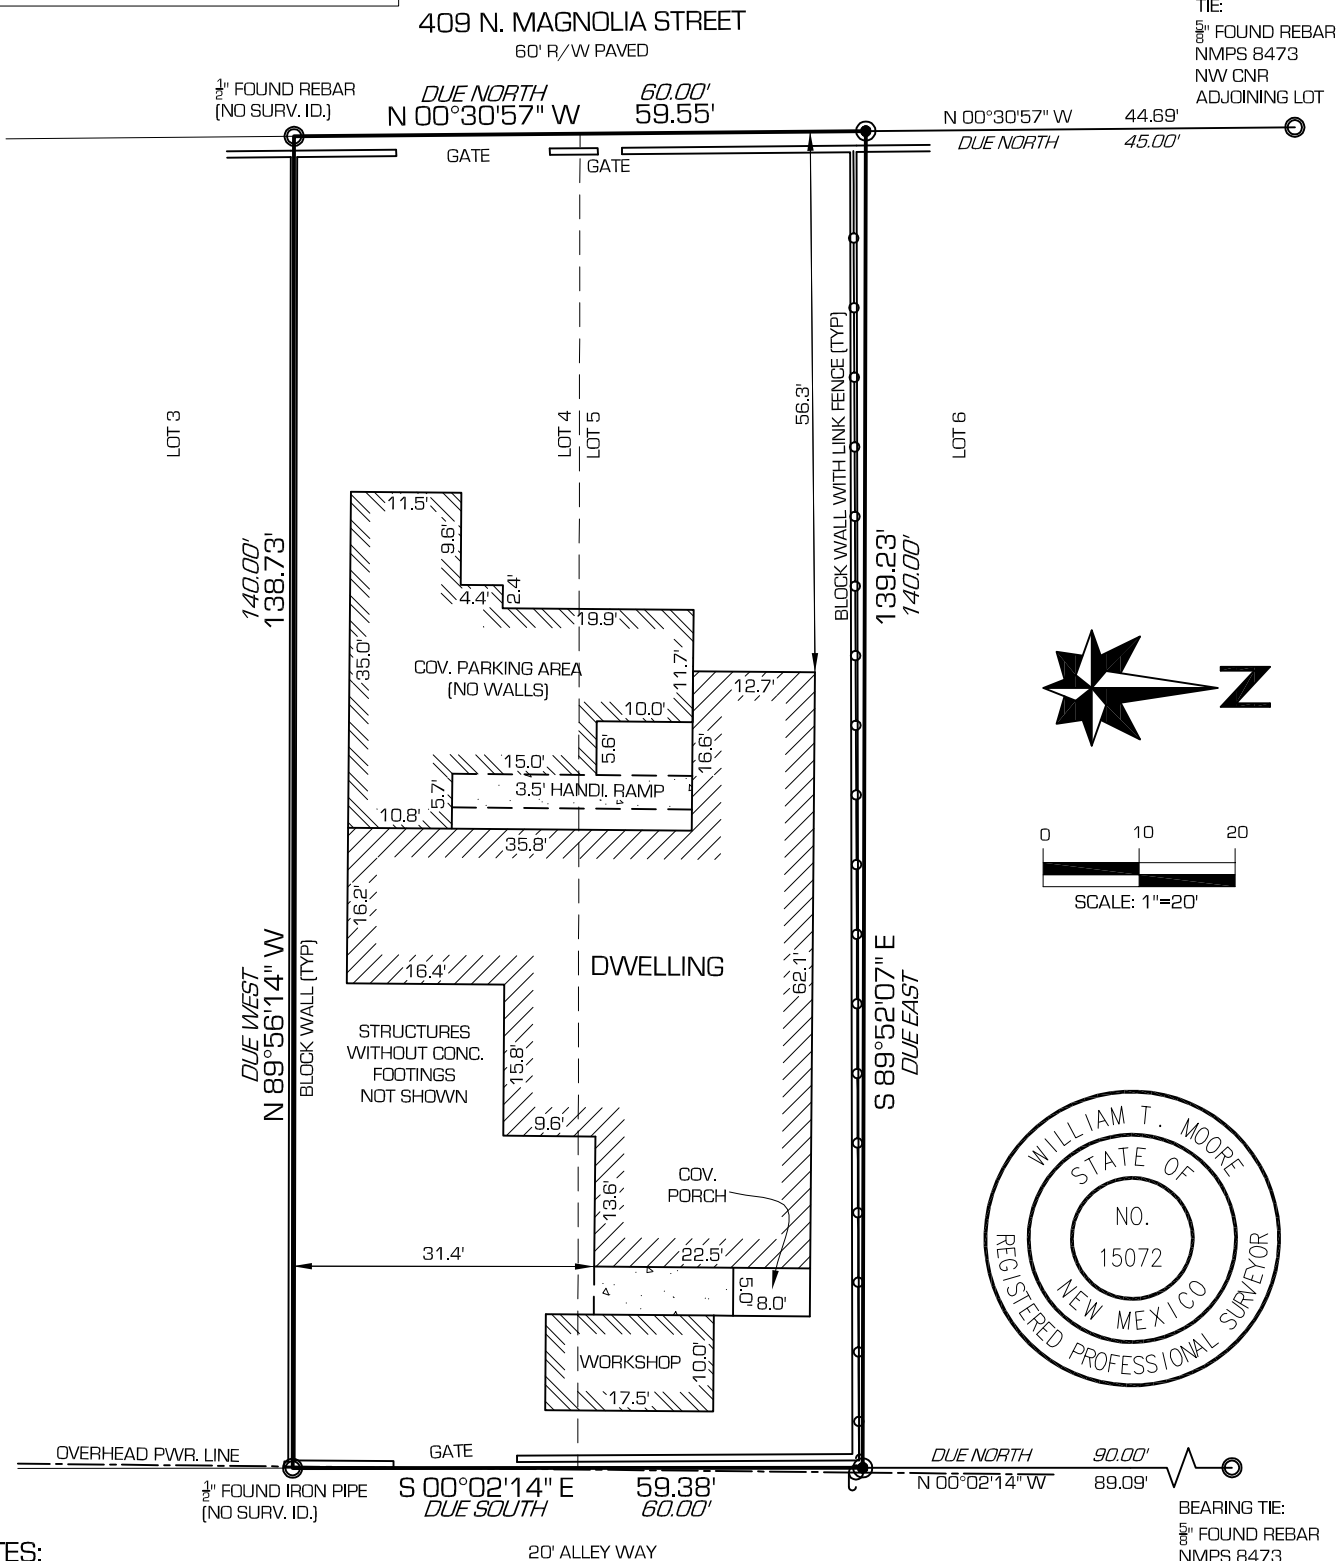 409 N. MAGNOLIA STREET
60' R/W PAVED
TIE:
5/8" FOUND REBAR
NMPS 8473
NW CNR
ADJOINING LOT
1/2" FOUND REBAR
(NO SURV. ID.)
DUE NORTH 60.00'
N 00°30'57" W 59.55'
N 00°30'57" W 44.69'
DUE NORTH 45.00'
GATE
GATE
LOT 3
LOT 4
LOT 5
LOT 6
56.3'
BLOCK WALL WITH LINK FENCE (TYP)
140.00'
138.73'
139.23'
140.00'
11.5'
9.6'
4.4'
2.4'
19.9'
35.0'
COV. PARKING AREA
(NO WALLS)
11.7'
12.7'
10.0'
5.6'
16.6'
15.0'
3.5' HANDI. RAMP
5.7'
10.8'
35.8'
Z
0 10 20
SCALE: 1"=20'
16.2'
16.4'
DWELLING
62.1'
DUE WEST
N 89°56'14" W
BLOCK WALL (TYP)
S 89°52'07" E
DUE EAST
STRUCTURES
WITHOUT CONC.
FOOTINGS
NOT SHOWN
15.8'
9.6'
13.6'
COV.
PORCH
31.4'
22.5'
5.0'
8.0'
WORKSHOP
10.0'
17.5'
WILLIAM T. MOORE
REGISTERED PROFESSIONAL SURVEYOR
STATE OF
NEW MEXICO
NO.
15072
OVERHEAD PWR. LINE
GATE
DUE NORTH 90.00'
N 00°02'14" W 89.09'
1/2" FOUND IRON PIPE
(NO SURV. ID.)
S 00°02'14" E 59.38'
DUE SOUTH 60.00'
BEARING TIE:
5/8" FOUND REBAR
NMPS 8473
20' ALLEY WAY
TES: